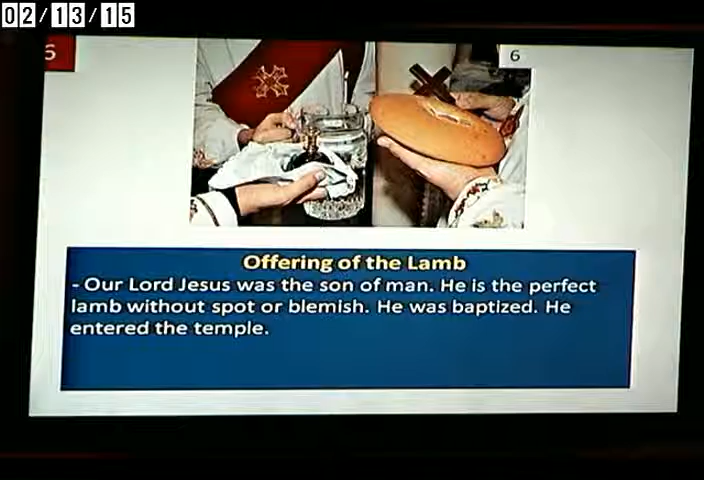 02/13/15
6
6
Offering of the Lamb
- Our Lord Jesus was the son of man. He is the perfect
lamb without spot or blemish. He was baptized. He
entered the temple.